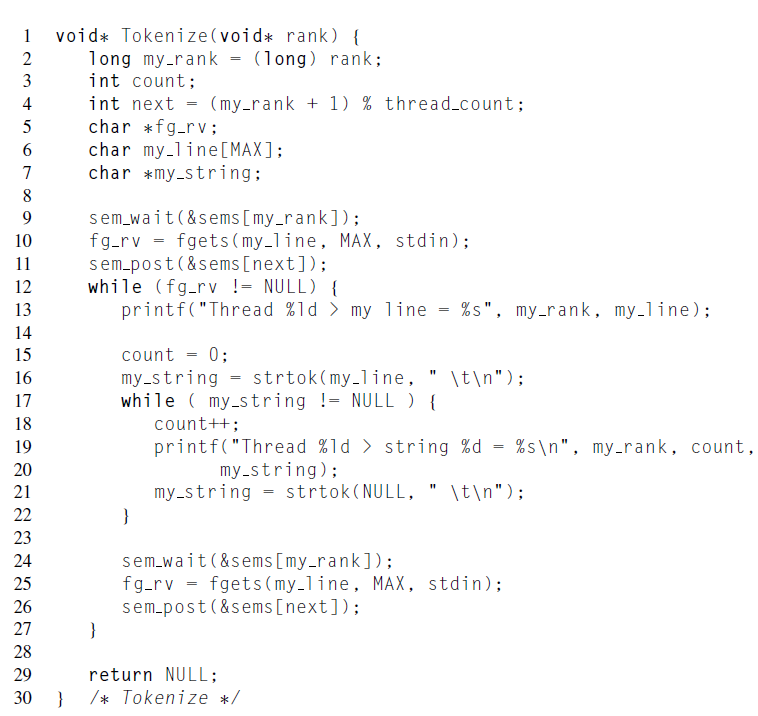 1 void* Tokenize(void* rank) {
2 long my_rank = (long) rank;
3 int count;
4 int next = (my_rank + 1) % thread_count;
5 char *fg_rv;
6 char my_line[MAX];
7 char *my_string;
8
9 sem_wait(&sems[my_rank]);
10 fg_rv = fgets(my_line, MAX, stdin);
11 sem_post(&sems[next]);
12 while (fg_rv != NULL) {
13 printf("Thread %ld > my line = %s", my_rank, my_line);
14
15 count = 0;
16 my_string = strtok(my_line, " \t\n");
17 while ( my_string != NULL ) {
18 count++;
19 printf("Thread %ld > string %d = %s\n", my_rank, count,
20 my_string);
21 my_string = strtok(NULL, " \t\n");
22 }
23
24 sem_wait(&sems[my_rank]);
25 fg_rv = fgets(my_line, MAX, stdin);
26 sem_post(&sems[next]);
27 }
28
29 return NULL;
30 } /* Tokenize */